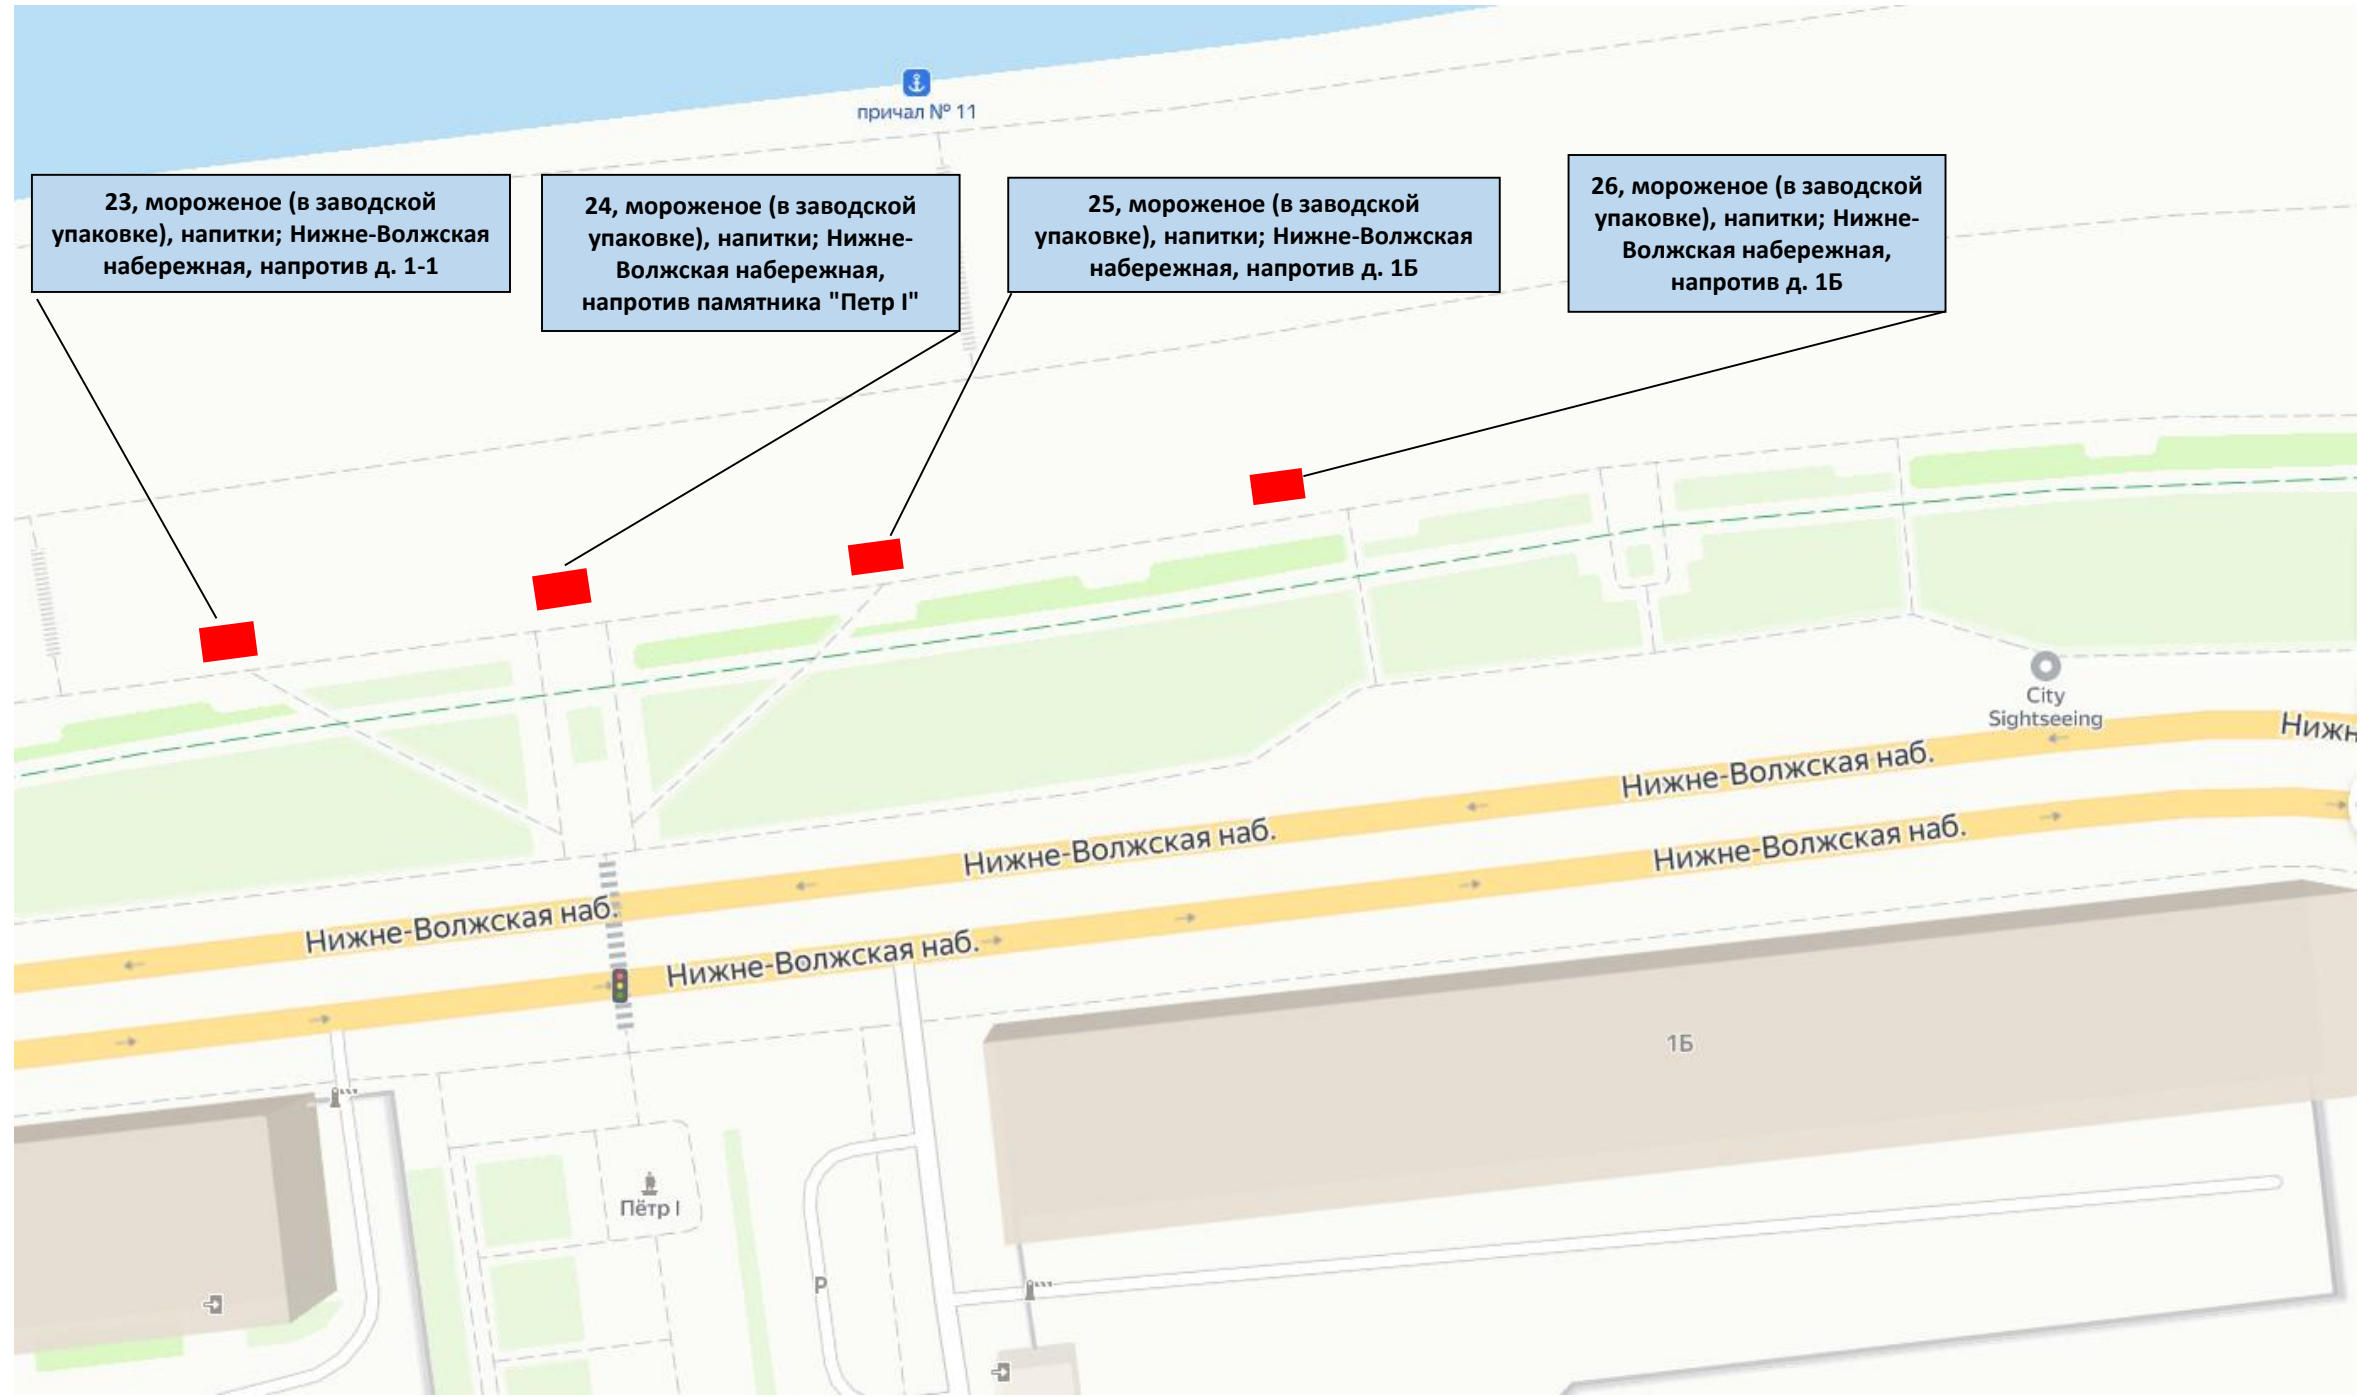 причал № 11
23, мороженое (в заводской
упаковке), напитки; Нижне-Волжская
набережная, напротив д. 1-1
24, мороженое (в заводской
упаковке), напитки; Нижне-
Волжская набережная,
напротив памятника "Петр I"
25, мороженое (в заводской
упаковке), напитки; Нижне-Волжская
набережная, напротив д. 1Б
26, мороженое (в заводской
упаковке), напитки; Нижне-
Волжская набережная,
напротив д. 1Б
City
Sightseeing
Нижн
Нижне-Волжская наб.
Нижне-Волжская наб.
Нижне-Волжская наб.
Нижне-Волжская наб.
Нижне-Волжская наб.
1Б
Пётр I
P